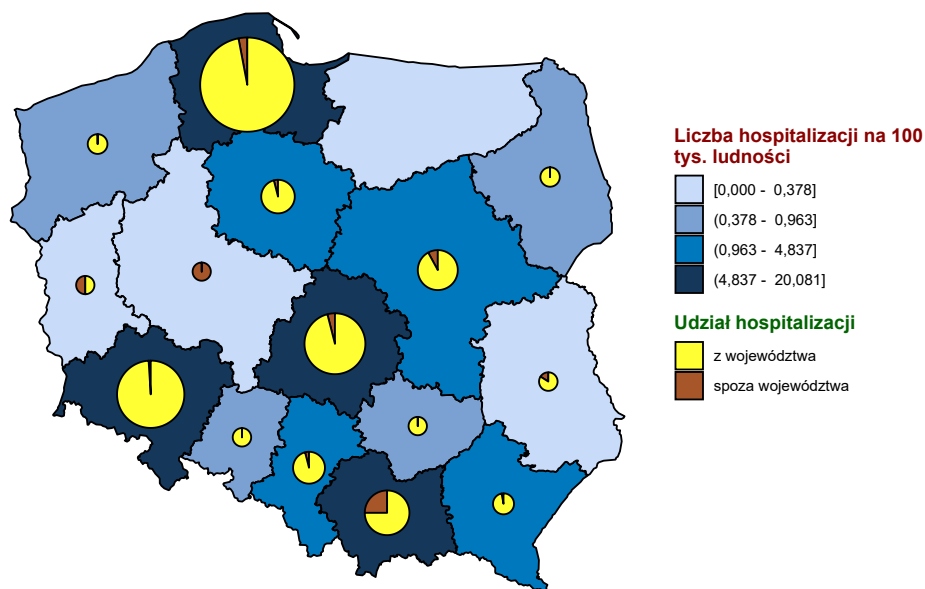 Liczba hospitalizacji na 100
tys. ludności
[0,000 - 0,378]
(0,378 - 0,963]
(0,963 - 4,837]
(4,837 - 20,081]
Udział hospitalizacji
z województwa
spoza województwa